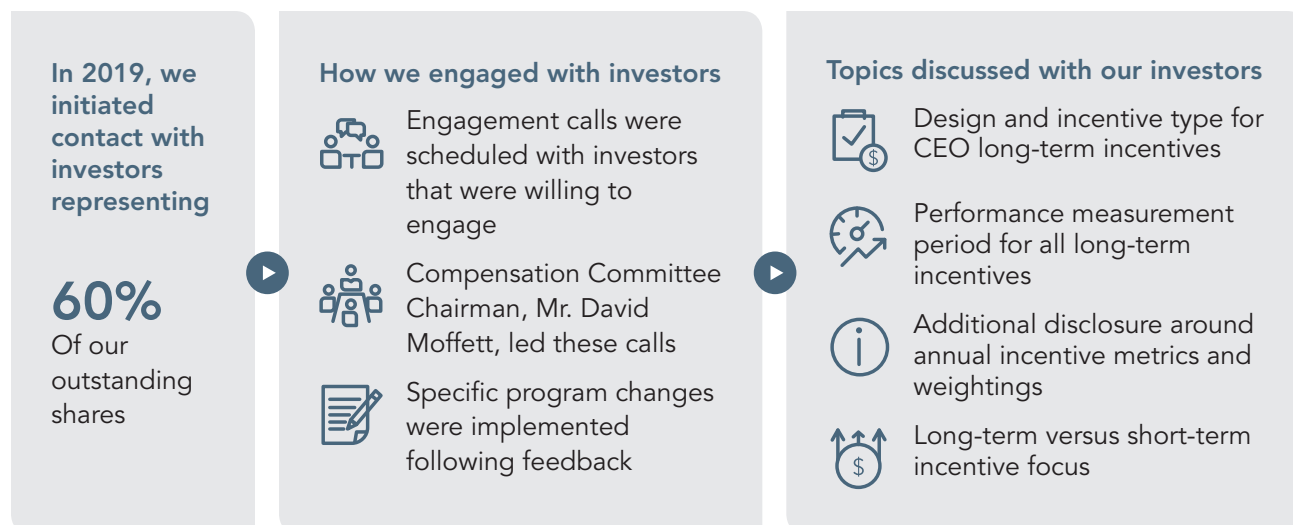 In 2019, we
initiated
contact with
investors
representing
60%
Of our
outstanding
shares
How we engaged with investors
Engagement calls were
scheduled with investors
that were willing to
engage
Compensation Committee
Chairman, Mr. David
Moffett, led these calls
Specific program changes
were implemented
following feedback
Topics discussed with our investors
Design and incentive type for
CEO long-term incentives
Performance measurement
period for all long-term
incentives
Additional disclosure around
annual incentive metrics and
weightings
Long-term versus short-term
incentive focus